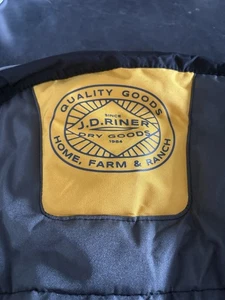 QUALITY GOODS
SINCE
J.D.RINER
DRY GOODS
1984
HOME, FARM & RANCH